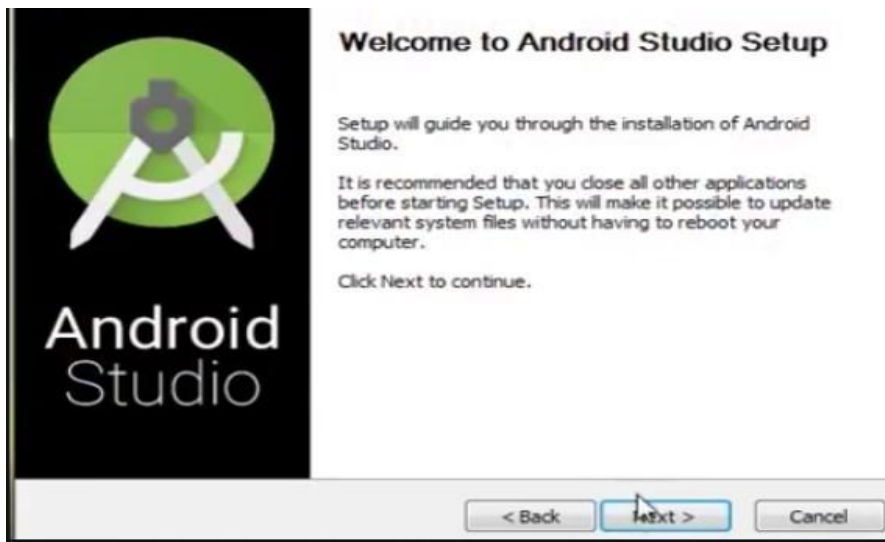 Welcome to Android Studio Setup
Setup will guide you through the installation of Android
Studio.
It is recommended that you close all other applications
before starting Setup. This will make it possible to update
relevant system files without having to reboot your
computer.
Click Next to continue.
Android
Studio
< Back
Next >
Cancel